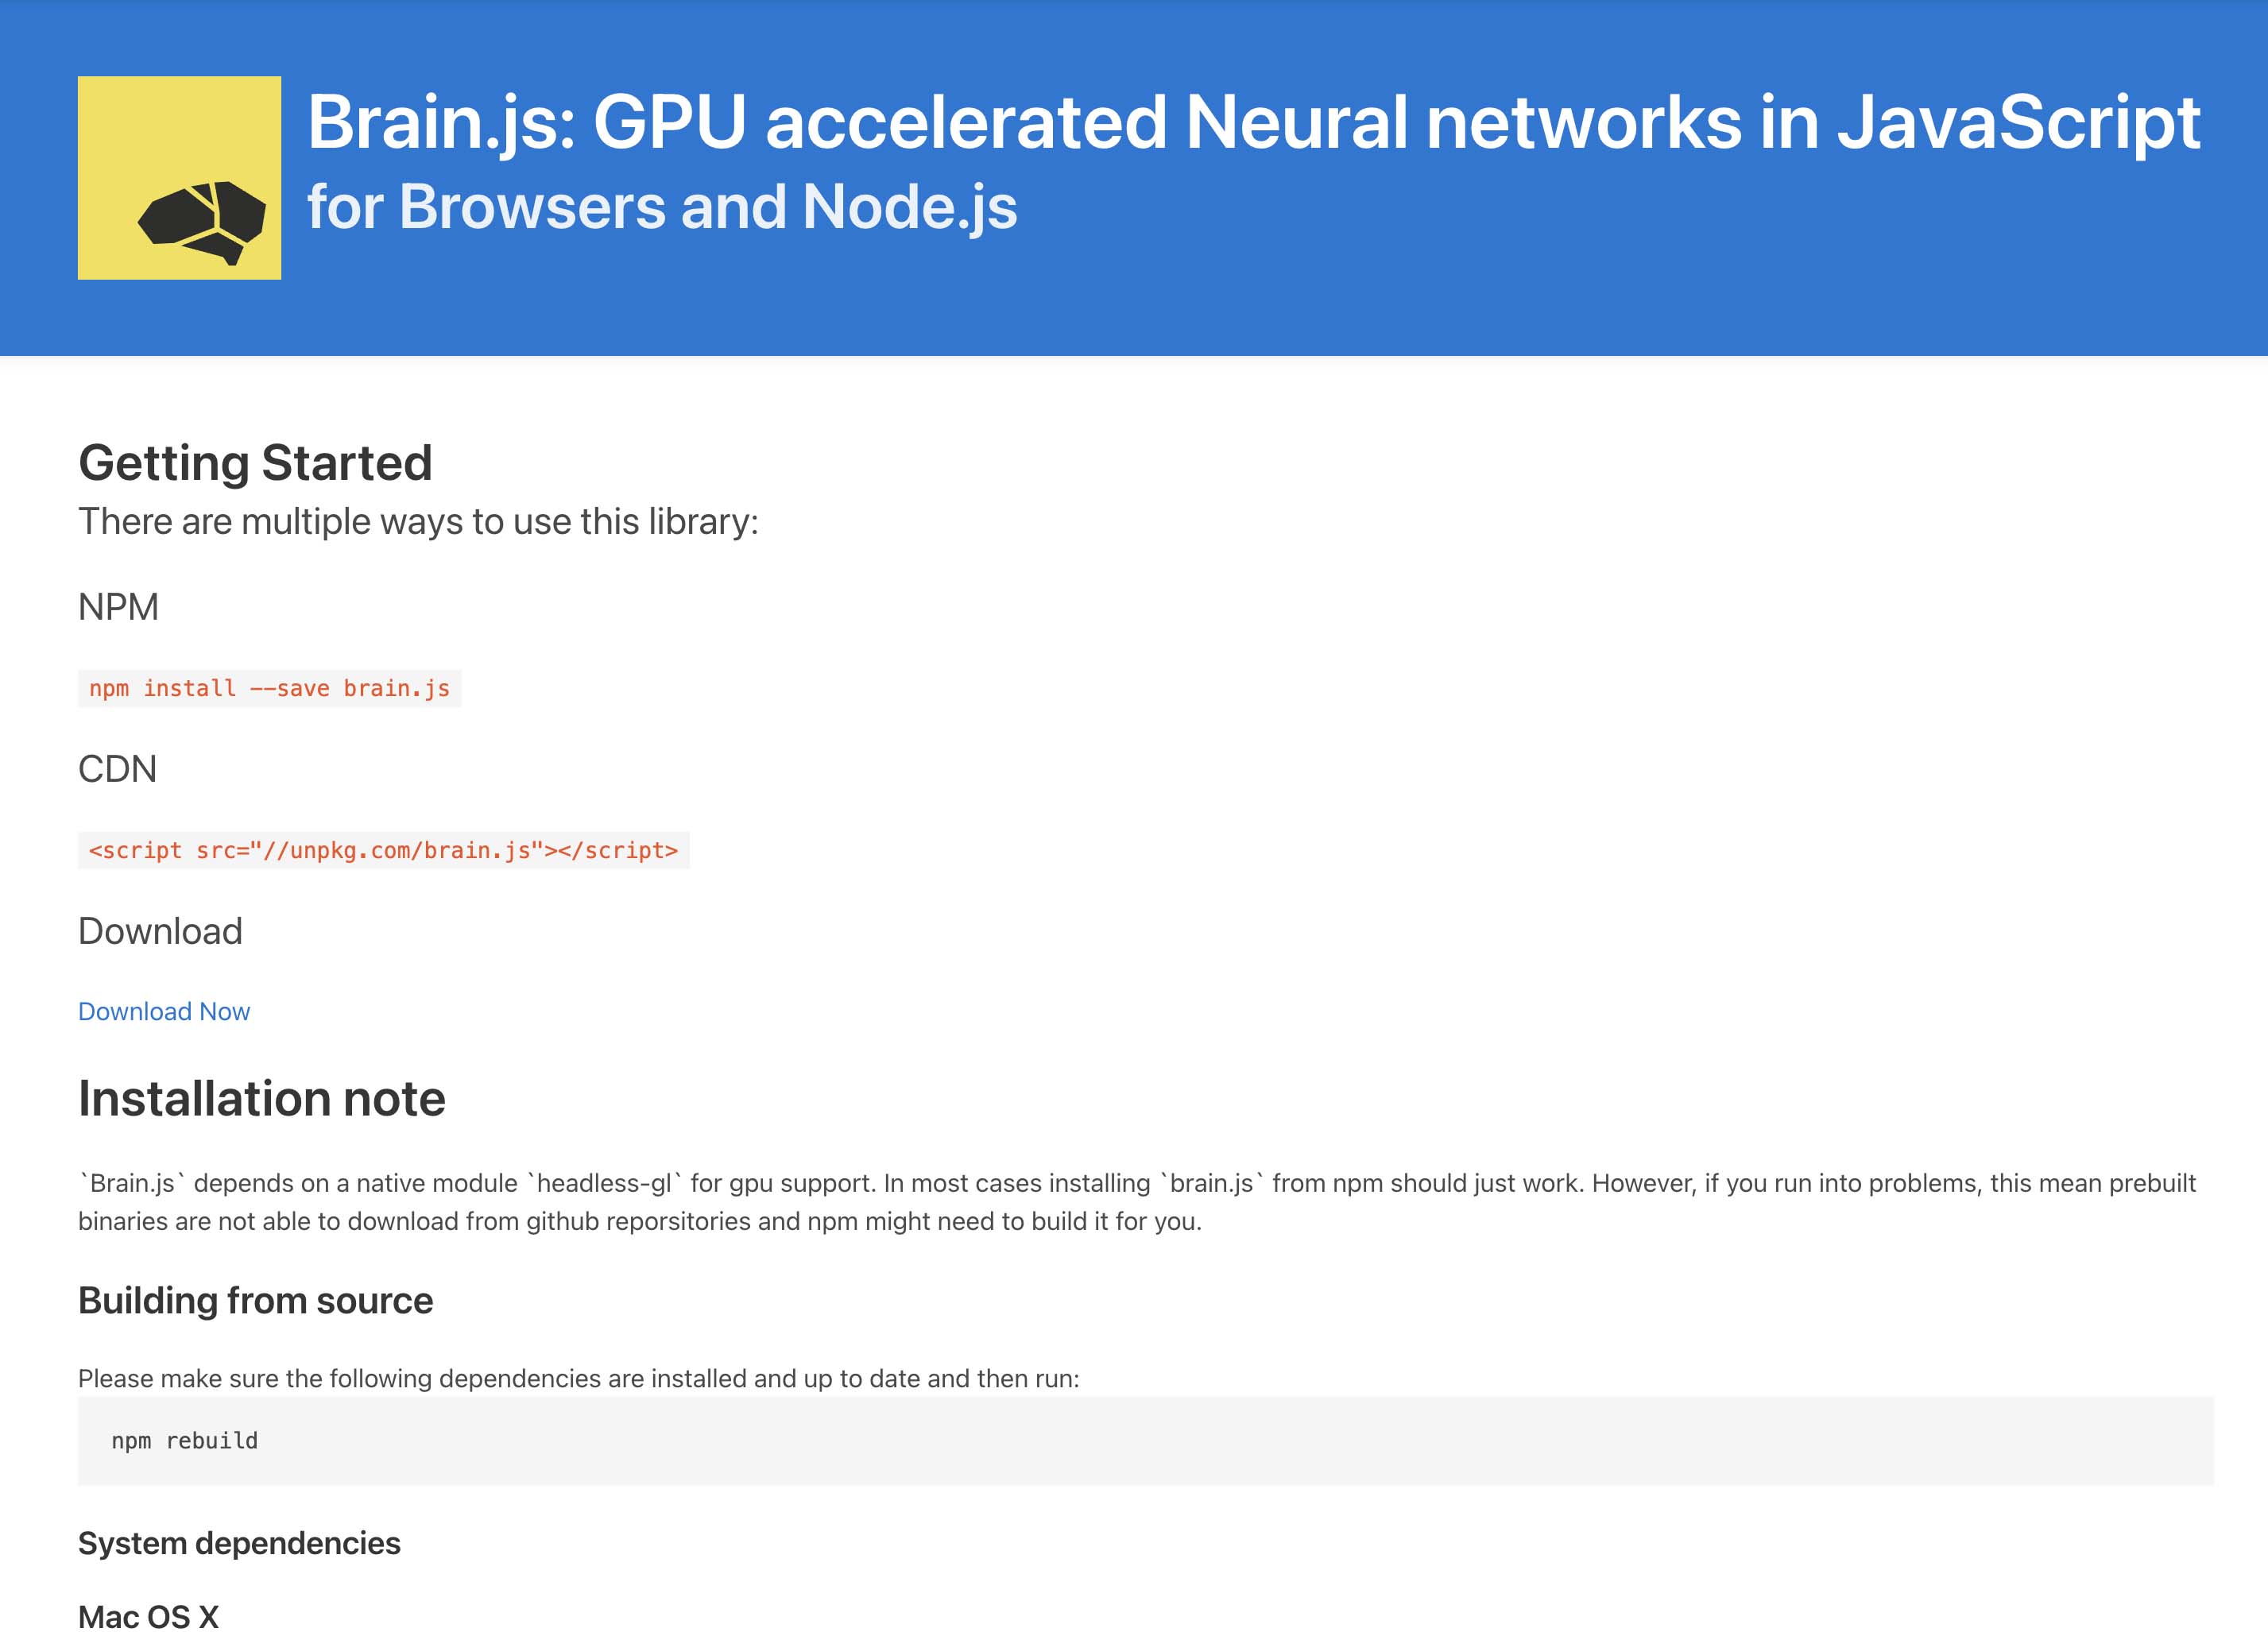 Brain.js: GPU accelerated Neural networks in JavaScript
for Browsers and Node.js
Getting Started
There are multiple ways to use this library:
NPM
npm install --save brain.js
CDN
<script src="//unpkg.com/brain.js"></script>
Download
Download Now
Installation note
`Brain.js` depends on a native module `headless-gl` for gpu support. In most cases installing `brain.js` from npm should just work. However, if you run into problems, this mean prebuilt
binaries are not able to download from github reporsitories and npm might need to build it for you.
Building from source
Please make sure the following dependencies are installed and up to date and then run:
npm rebuild
System dependencies
Mac OS X